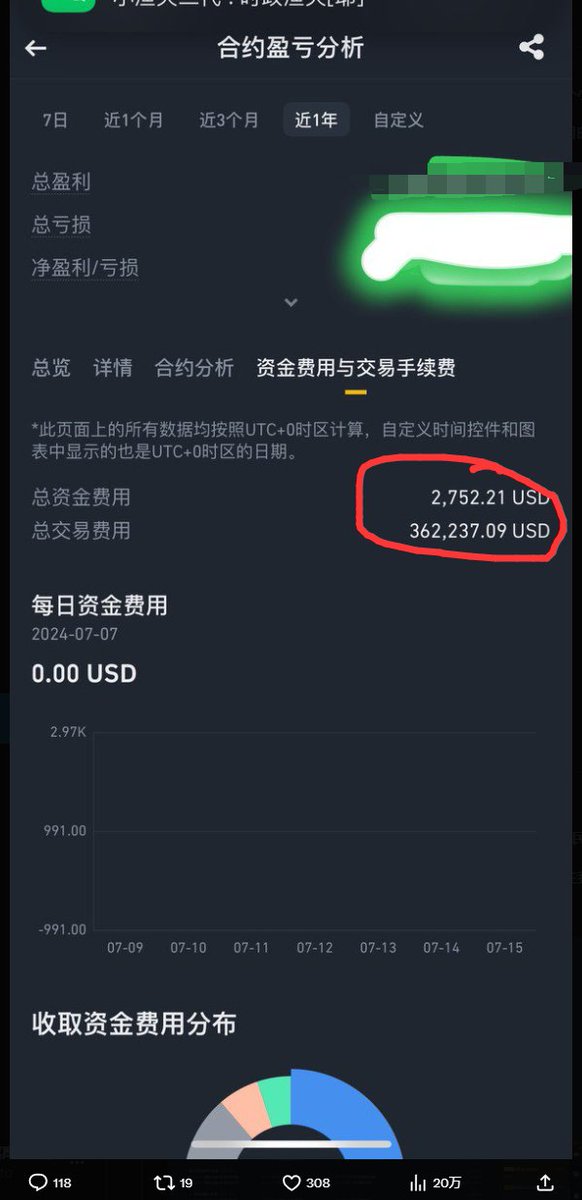 合约盈亏分析
7日 近1个月 近3个月 近1年 自定义
总盈利
总亏损
净盈利/亏损
总览 详情 合约分析 资金费用与交易手续费
*此页面上的所有数据均按照UTC+0时区计算，自定义时间控件和图
表中显示的也是UTC+0时区的日期。
总资金费用 2,752.21 USD
总交易费用 362,237.09 USD
每日资金费用
2024-07-07
0.00 USD
2.97K
991.00
-991.00
07-09 07-10 07-11 07-12 07-13 07-14 07-15
收取资金费用分布
118 19 308 20万